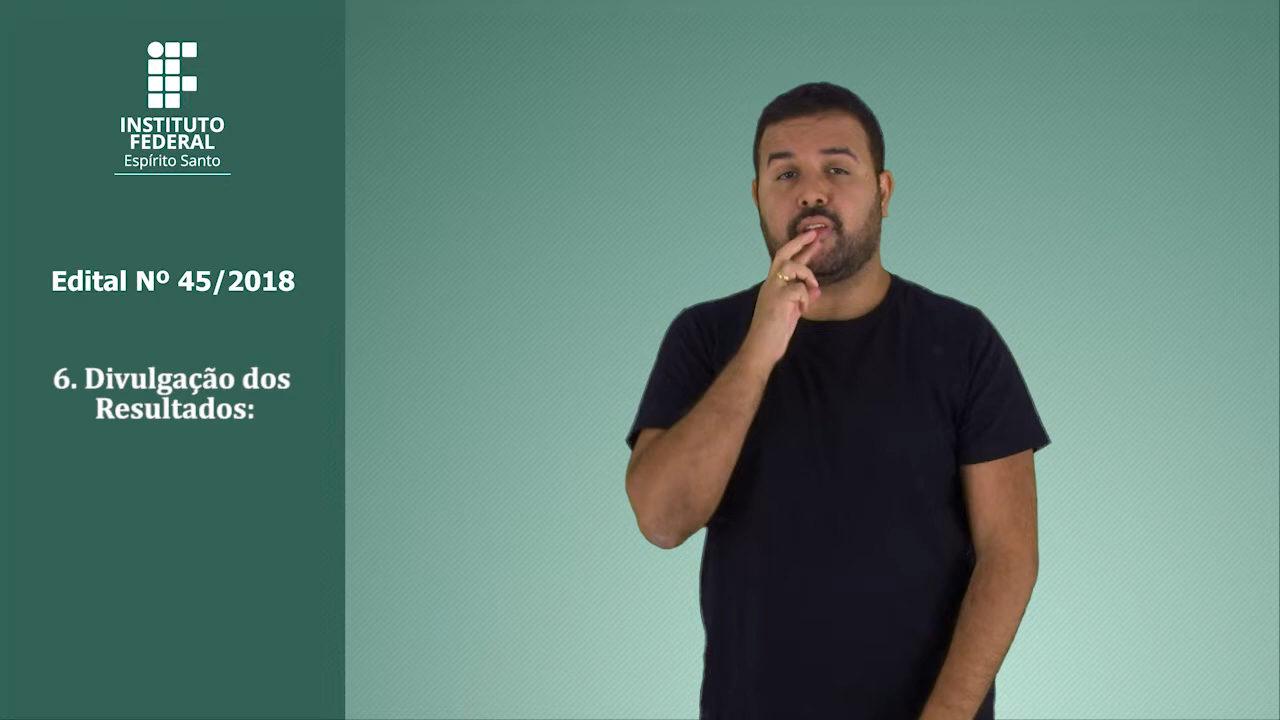 INSTITUTO
FEDERAL
Espírito Santo
Edital Nº 45/2018
6. Divulgação dos
Resultados: